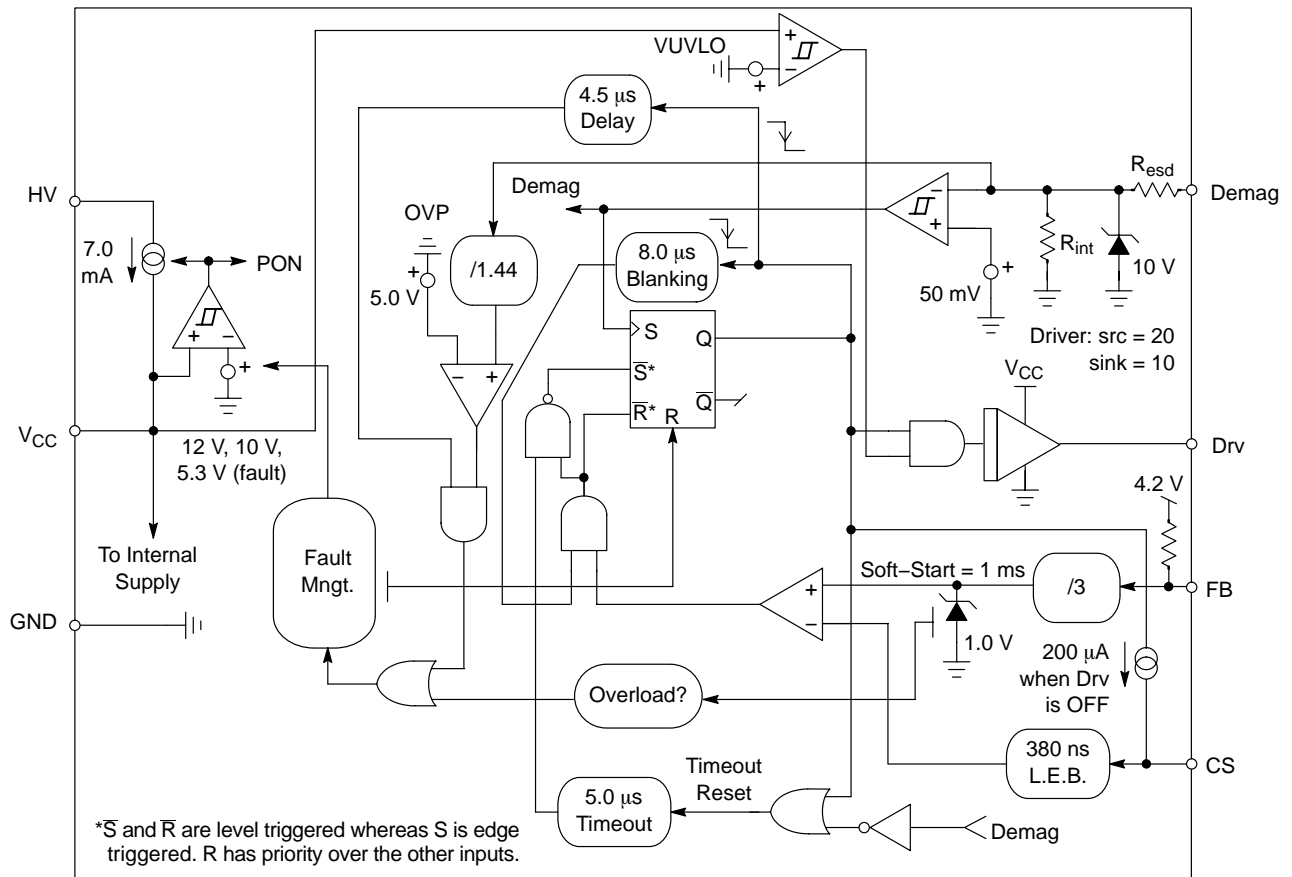 VUVLO
+
−
+
4.5 μs
Delay
HV
Demag
R_esd
Demag
−
+
OVP
7.0
mA
PON
+
5.0 V
/1.44
8.0 μs
Blanking
R_int
10 V
+
50 mV
+
−
+
S
Q
Driver: src = 20
sink = 10
−
+
S̅*
V_CC
R̅*
R
Q̅
V_CC
12 V, 10 V,
5.3 V (fault)
Drv
4.2 V
To Internal
Supply
Fault
Mngt.
Soft−Start = 1 ms
+
−
/3
FB
GND
1.0 V
200 μA
when Drv
is OFF
Overload?
380 ns
L.E.B.
CS
Timeout
Reset
5.0 μs
Timeout
Demag
*S̅ and R̅ are level triggered whereas S is edge
triggered. R has priority over the other inputs.